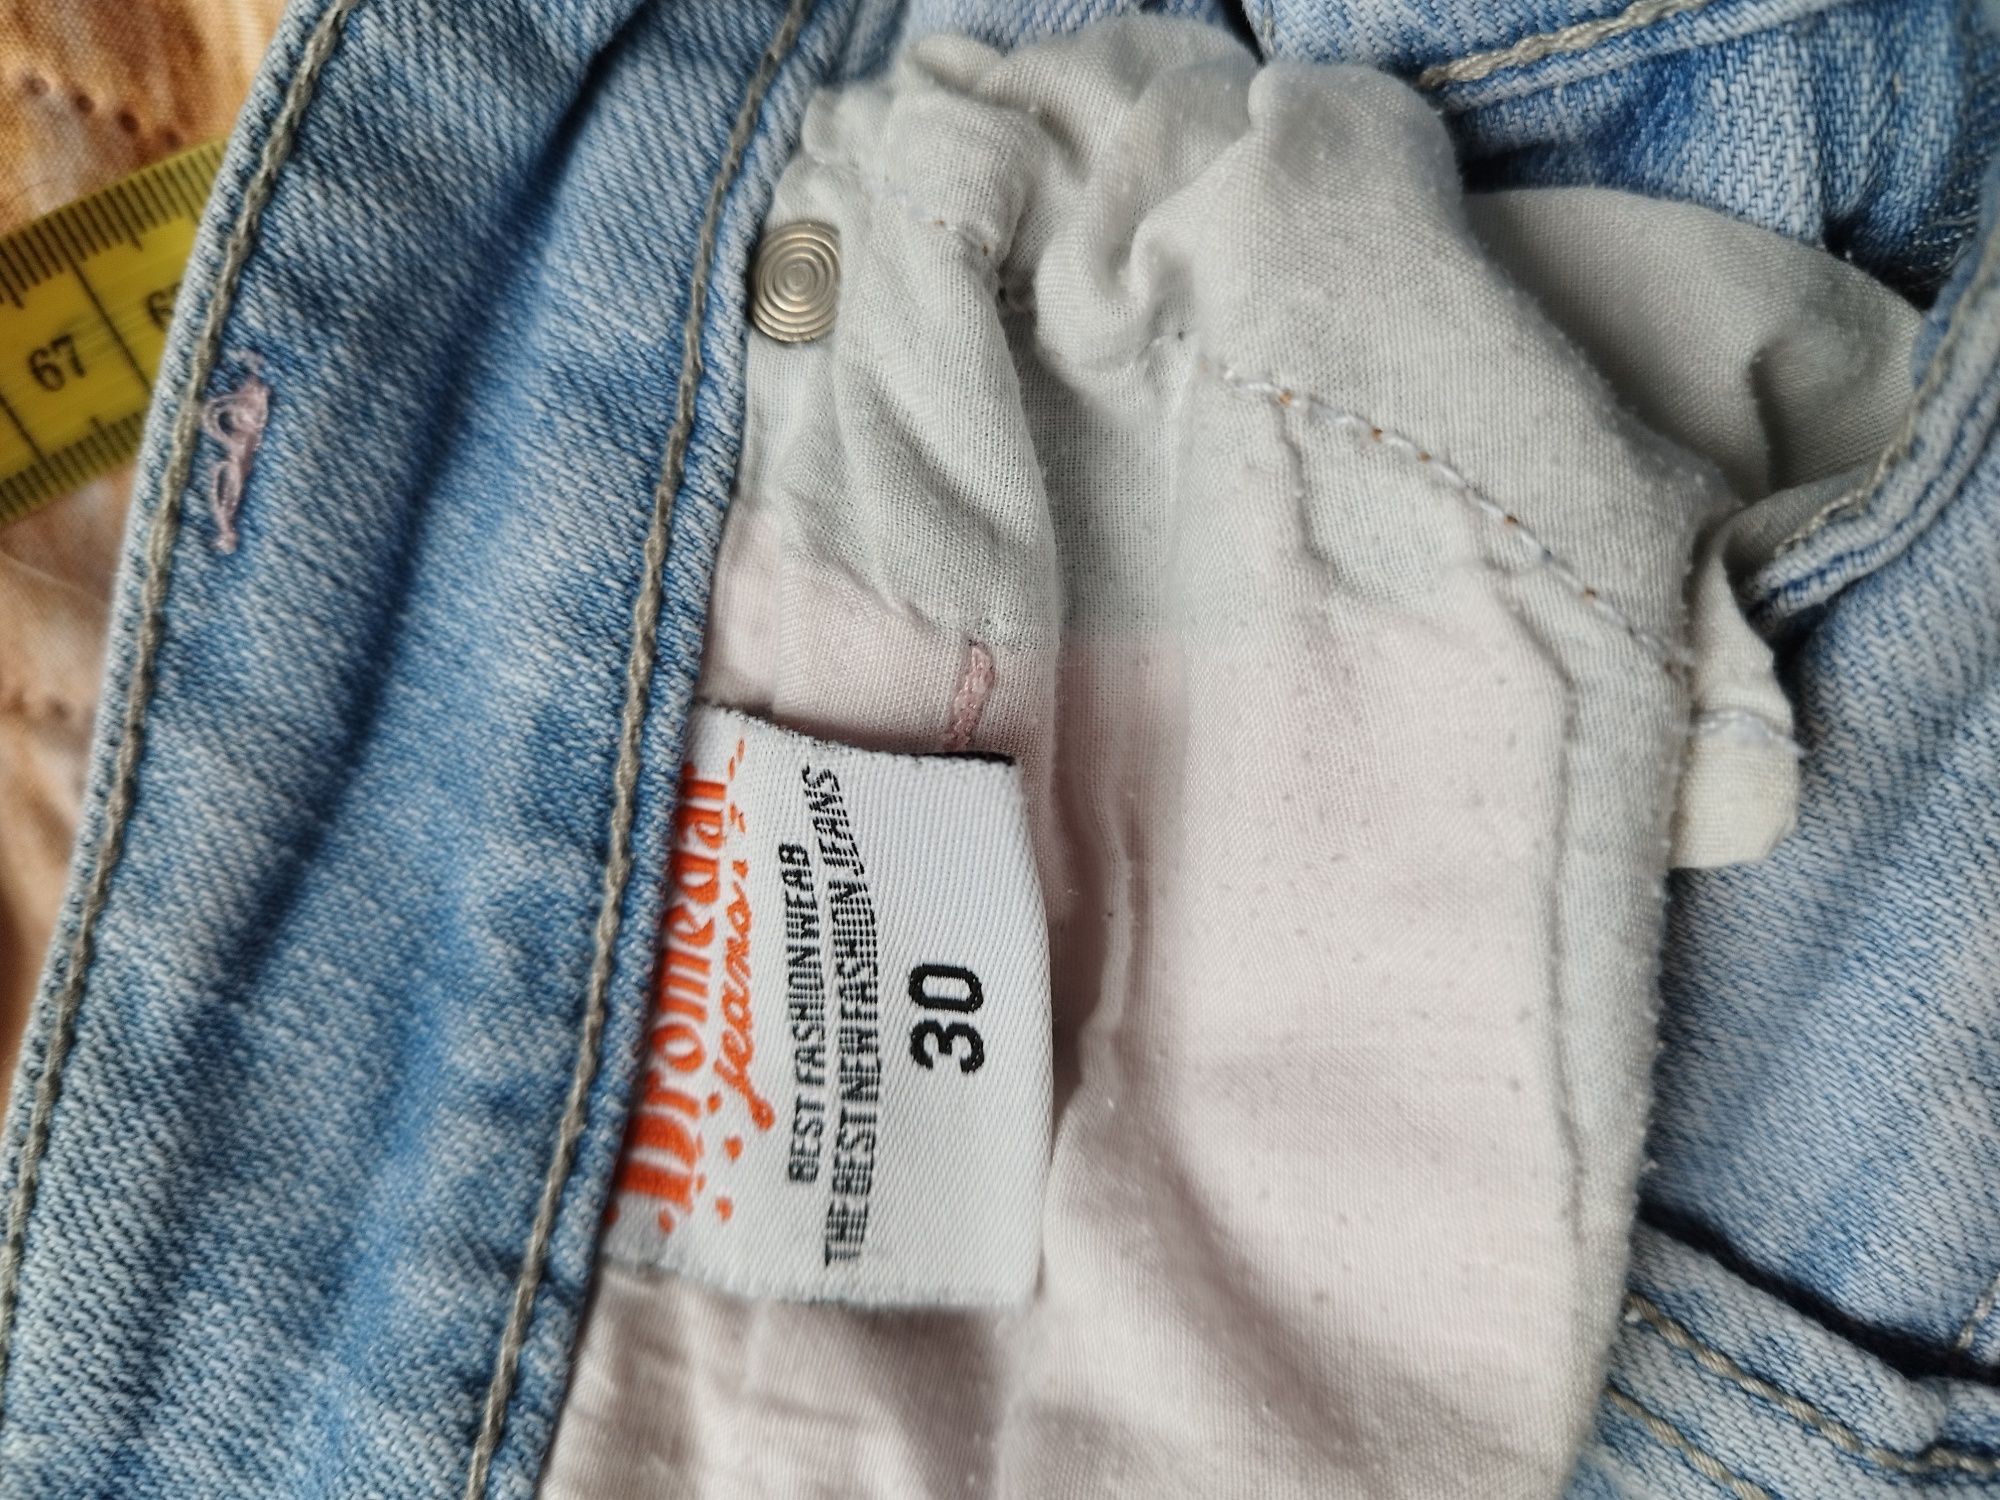 Dromedar
jeans
BEST FASHION WEAR
THE BEST NEW FASHION JEANS
30
67